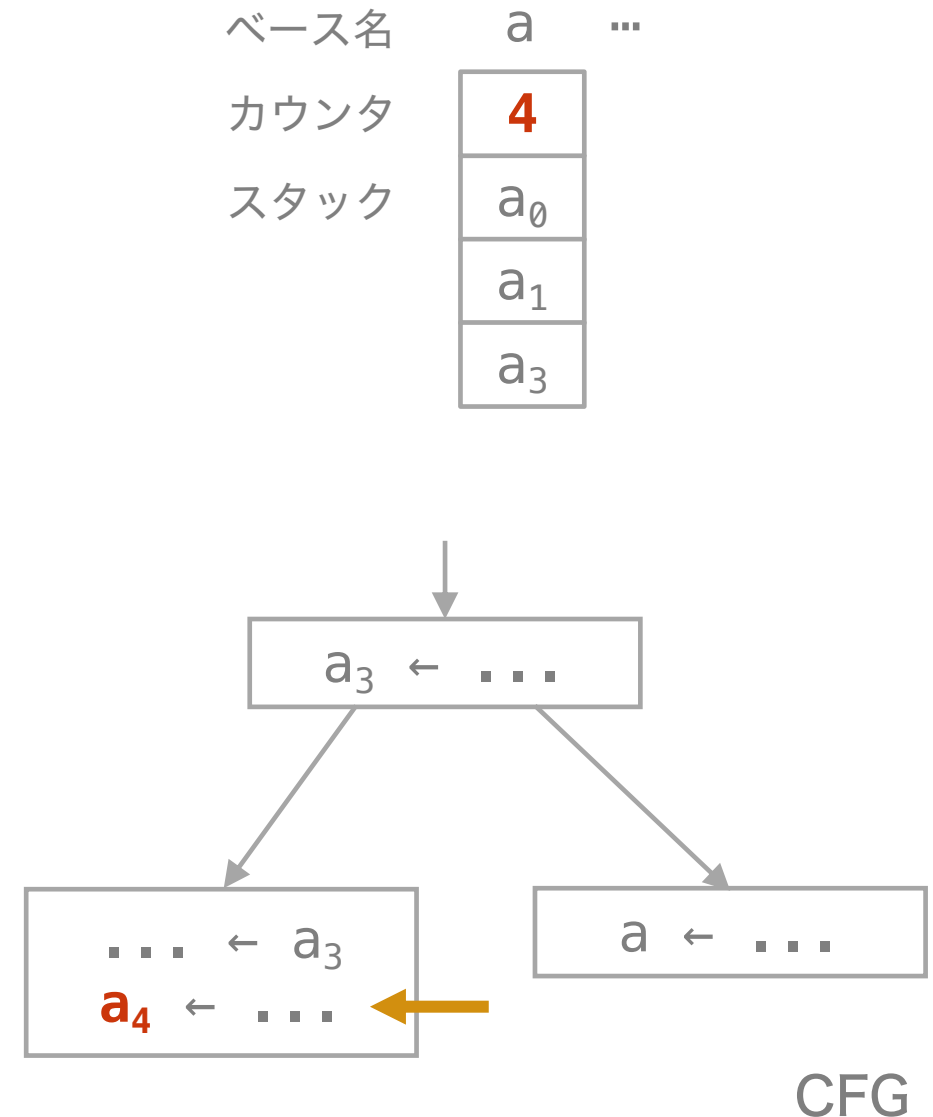 ベース名 a …
カウンタ 4
スタック a₀
a₁
a₃
a₃ ← ...
... ← a₃
a₄ ← ...
a ← ...
CFG